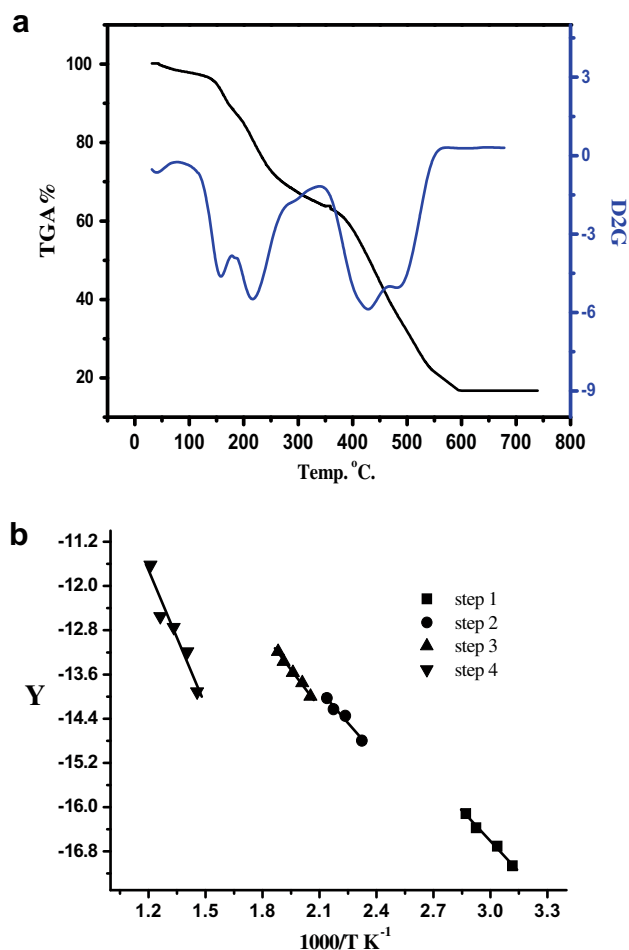 a
100
80
60
40
20
TGA %
3
0
-3
-6
-9
D2G
0 100 200 300 400 500 600 700 800
Temp. °C.
b
-11.2
-12.0
-12.8
-13.6
-14.4
-15.2
-16.0
-16.8
Y
step 1
step 2
step 3
step 4
1.2 1.5 1.8 2.1 2.4 2.7 3.0 3.3
1000/T K⁻¹